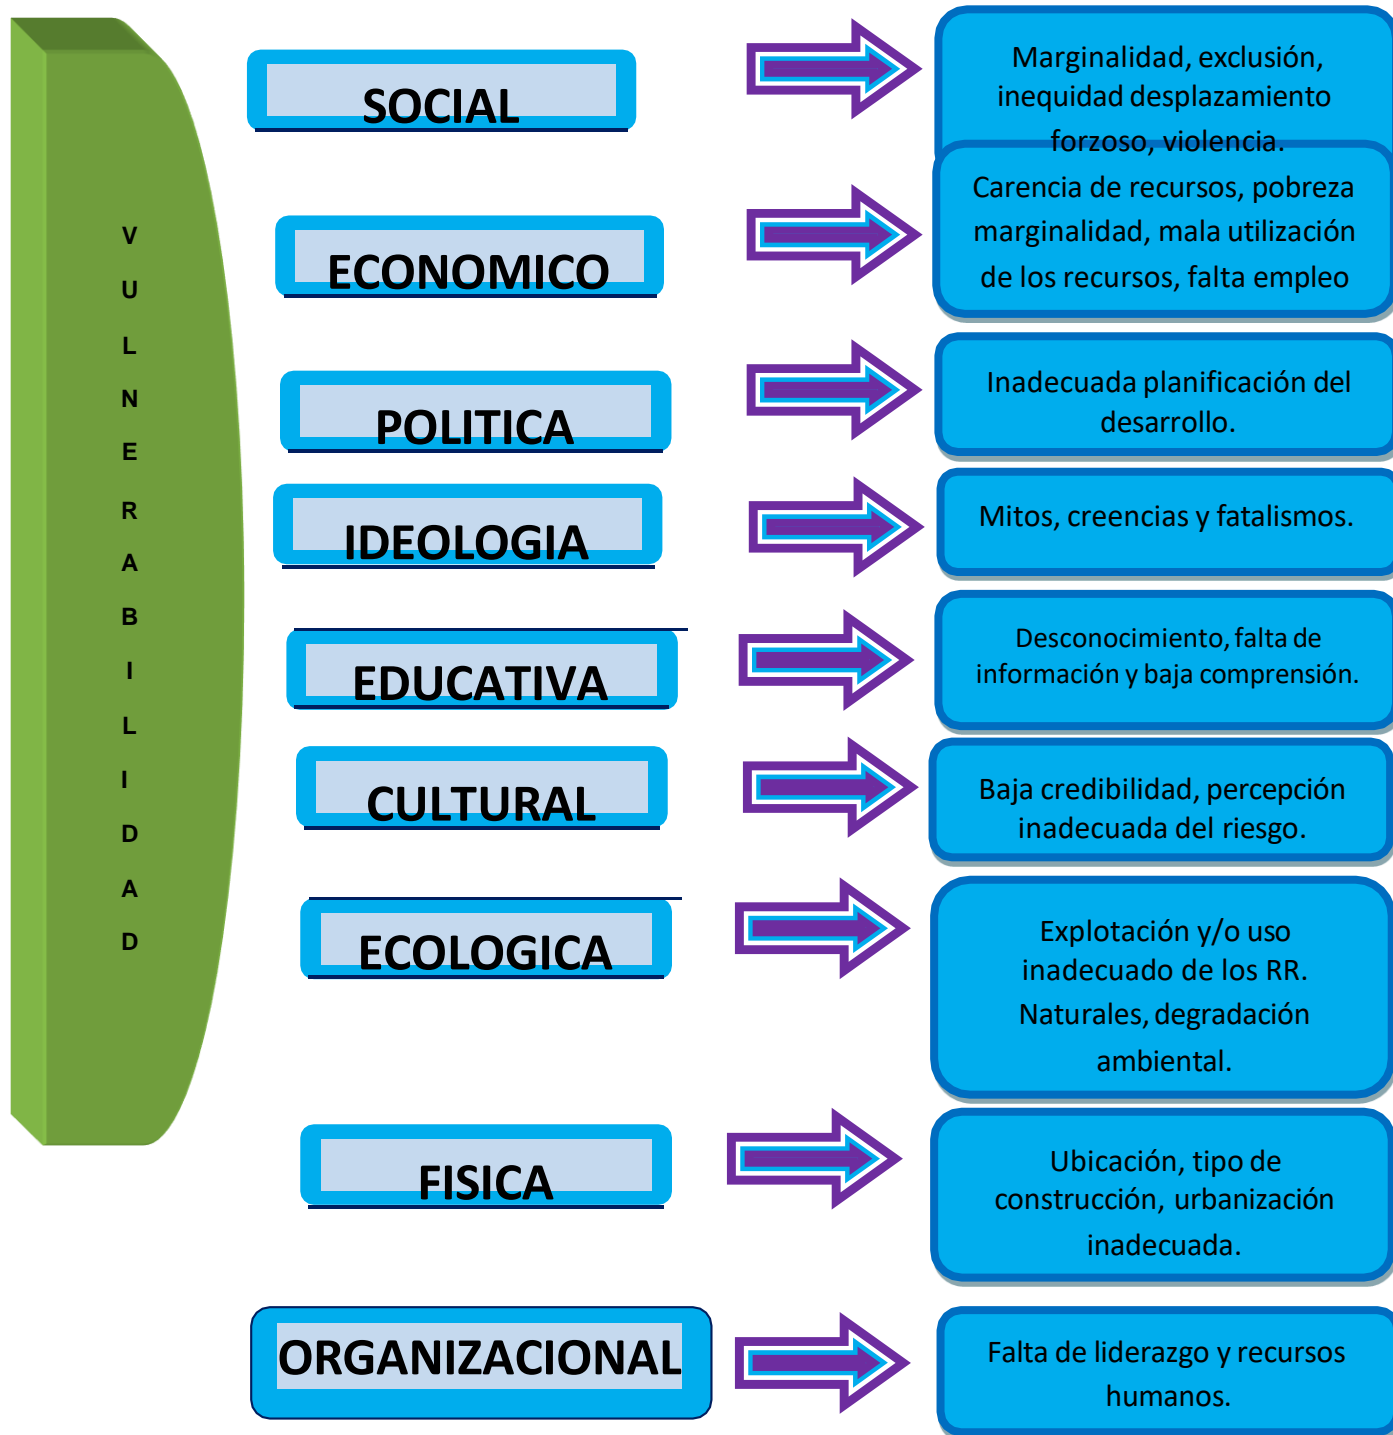 VULNERABILIDAD
SOCIAL
Marginalidad, exclusión,
inequidad desplazamiento
forzoso, violencia.
ECONOMICO
Carencia de recursos, pobreza
marginalidad, mala utilización
de los recursos, falta empleo
POLITICA
Inadecuada planificación del
desarrollo.
IDEOLOGIA
Mitos, creencias y fatalismos.
EDUCATIVA
Desconocimiento, falta de
información y baja comprensión.
CULTURAL
Baja credibilidad, percepción
inadecuada del riesgo.
ECOLOGICA
Explotación y/o uso
inadecuado de los RR.
Naturales, degradación
ambiental.
FISICA
Ubicación, tipo de
construcción, urbanización
inadecuada.
ORGANIZACIONAL
Falta de liderazgo y recursos
humanos.